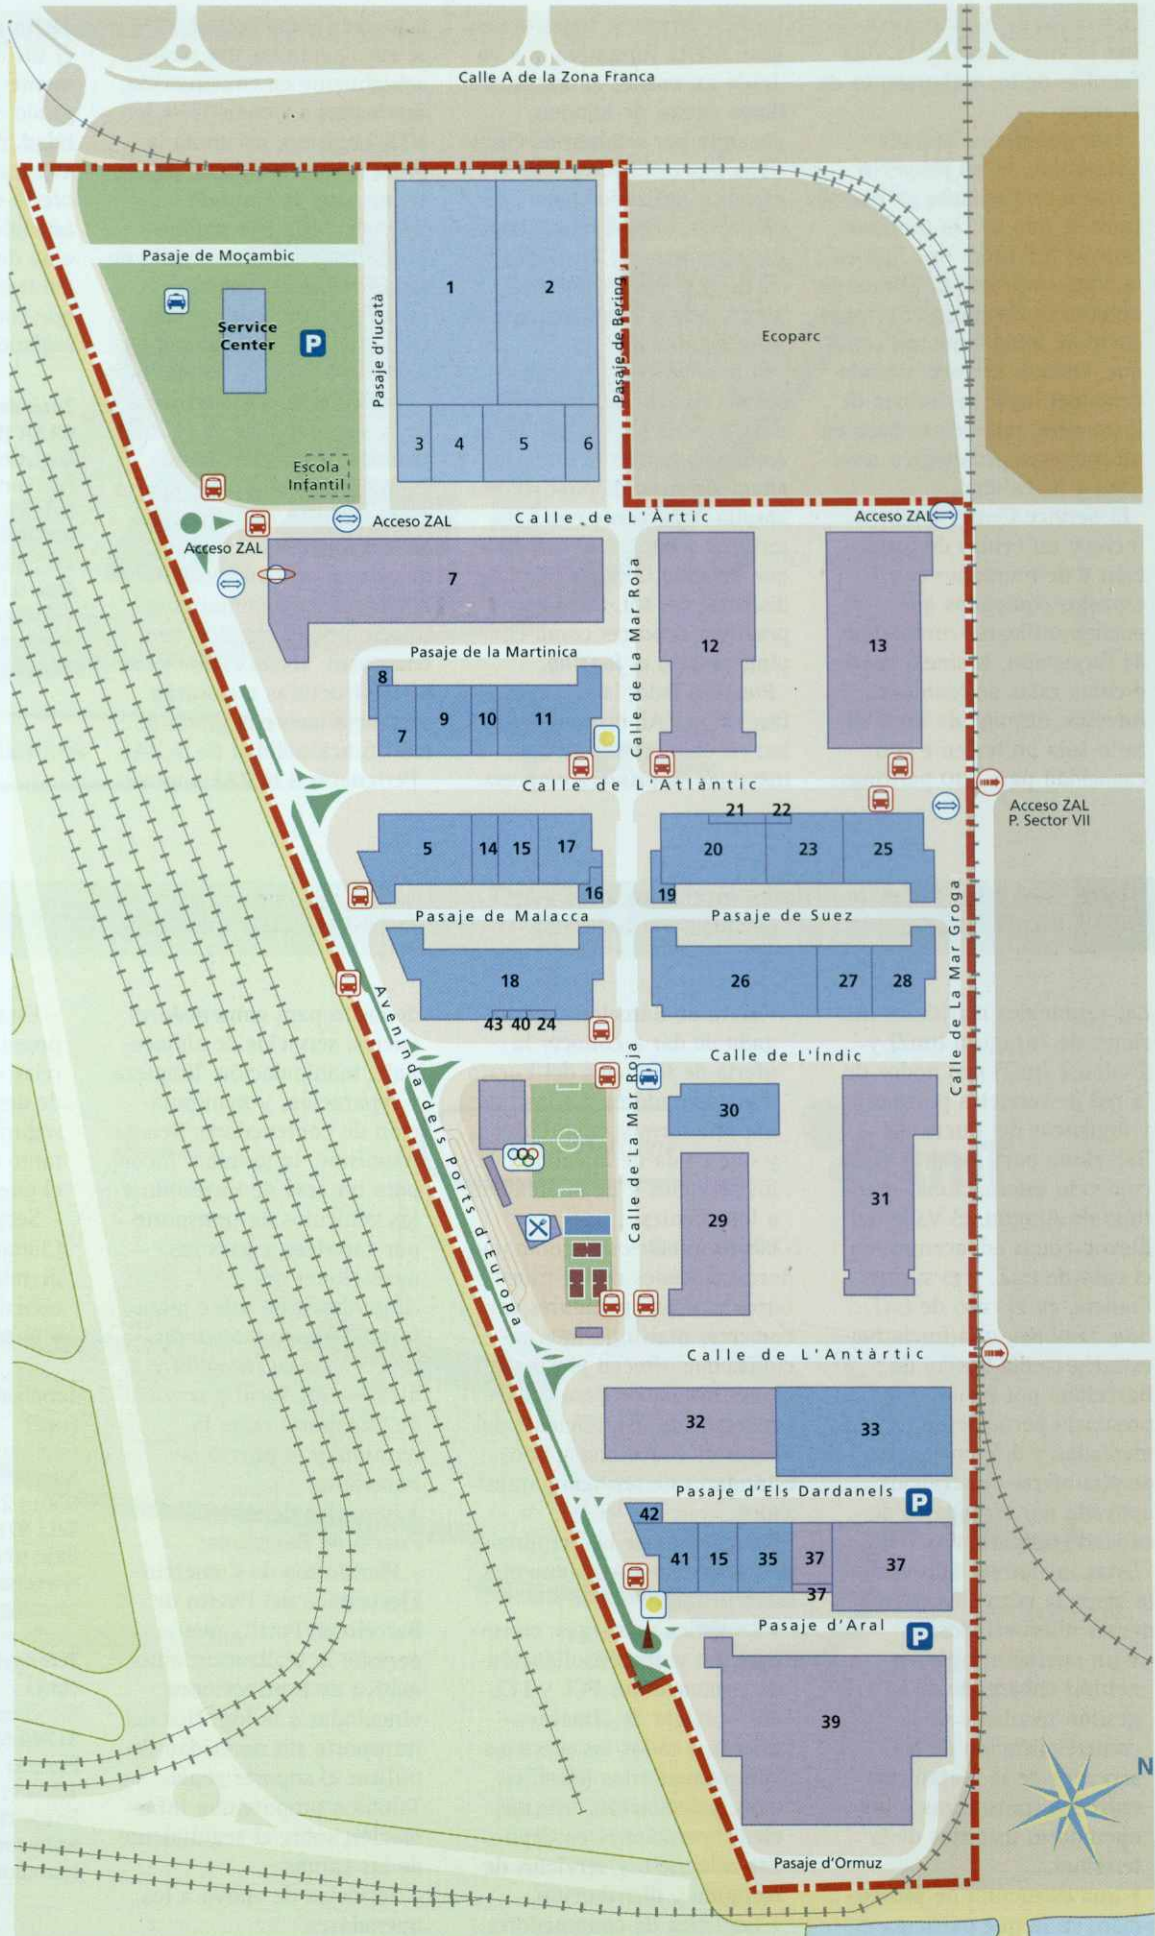 Calle A de la Zona Franca
Pasaje de Moçambic
Service
Center
P
Pasaje d'Iucatà
1
2
Pasaje de Bering
Ecoparc
3
4
5
6
Escola
Infantil
Acceso ZAL
Calle de L'Àrtic
Acceso ZAL
Acceso ZAL
7
Calle de La Mar Roja
12
13
Pasaje de la Martinica
8
7
9
10
11
Calle de L'Atlàntic
Acceso ZAL
P. Sector VII
5
14
15
17
16
21
22
20
23
25
19
Pasaje de Malacca
Pasaje de Suez
Calle de La Mar Groga
18
43
40
24
26
27
28
Aveninda dels Ports d'Europa
Calle de L'Índic
Calle de La Mar Roja
30
29
31
Calle de L'Antàrtic
32
33
Pasaje d'Els Dardanels
P
42
41
15
35
37
37
37
Pasaje d'Aral
P
39
N
Pasaje d'Ormuz